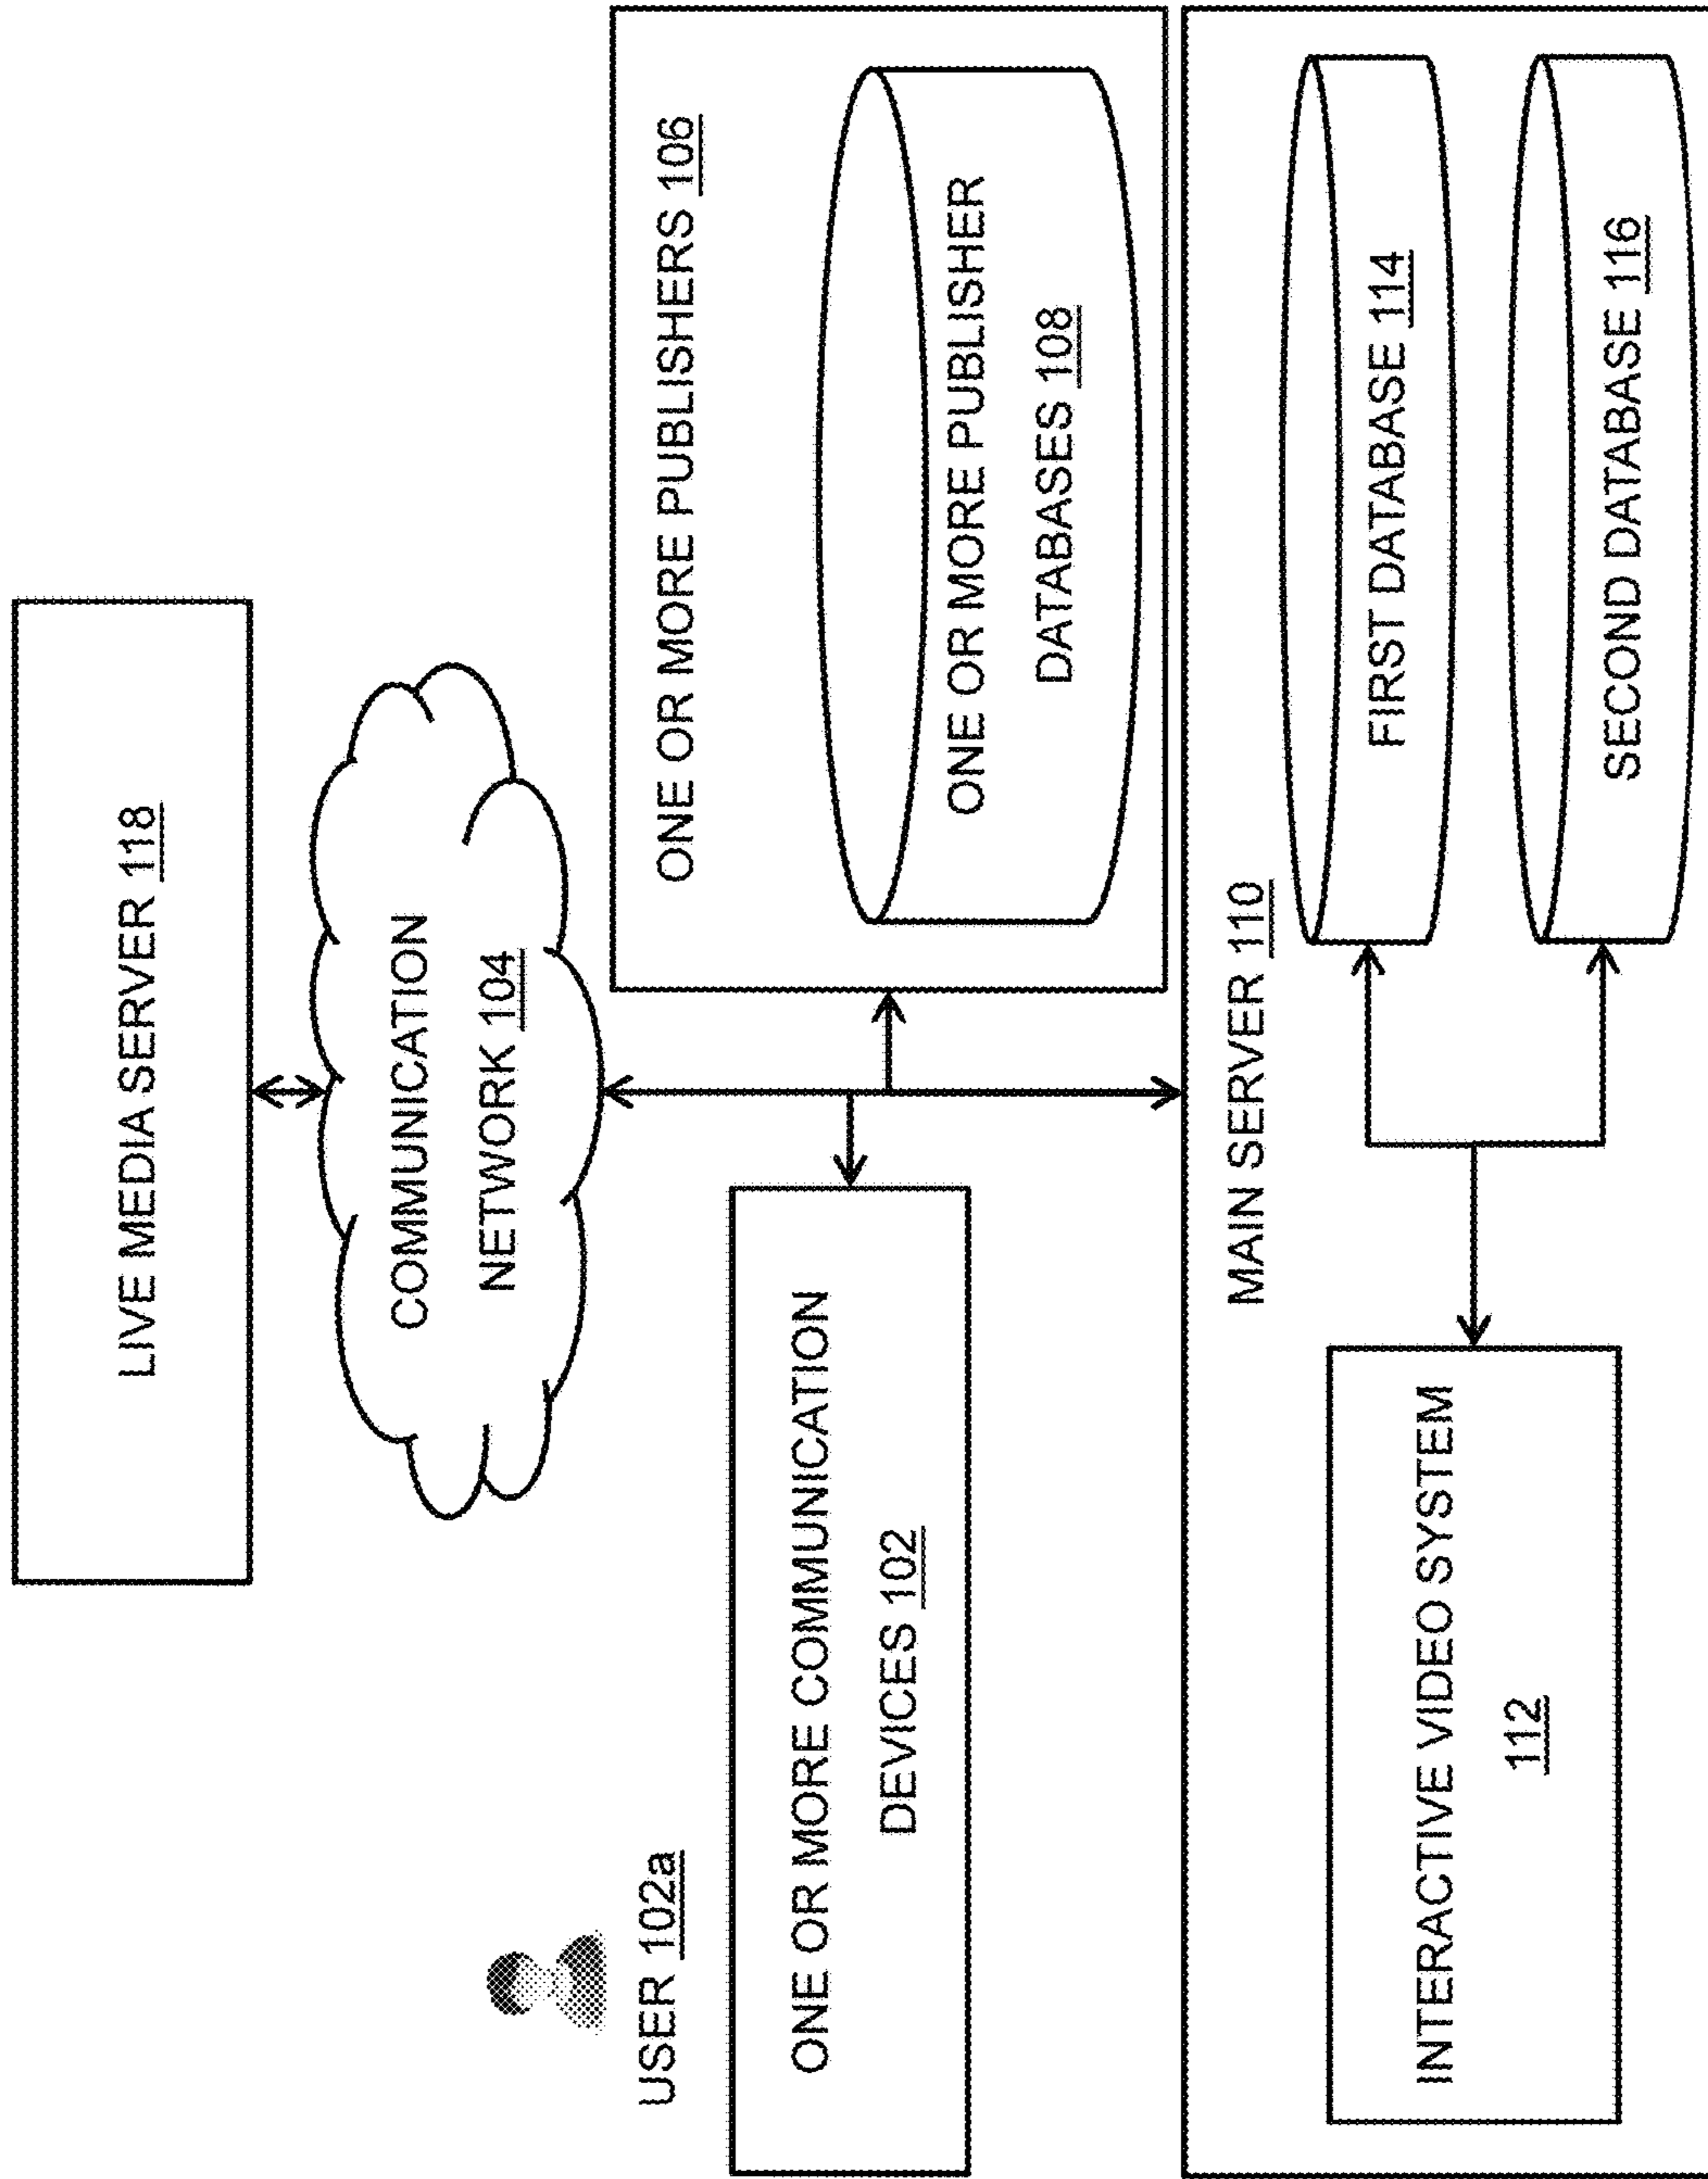 LIVE MEDIA SERVER 118
COMMUNICATION
NETWORK 104
USER 102a
ONE OR MORE COMMUNICATION
DEVICES 102
ONE OR MORE PUBLISHERS 106
ONE OR MORE PUBLISHER
DATABASES 108
MAIN SERVER 110
INTERACTIVE VIDEO SYSTEM
112
FIRST DATABASE 114
SECOND DATABASE 116